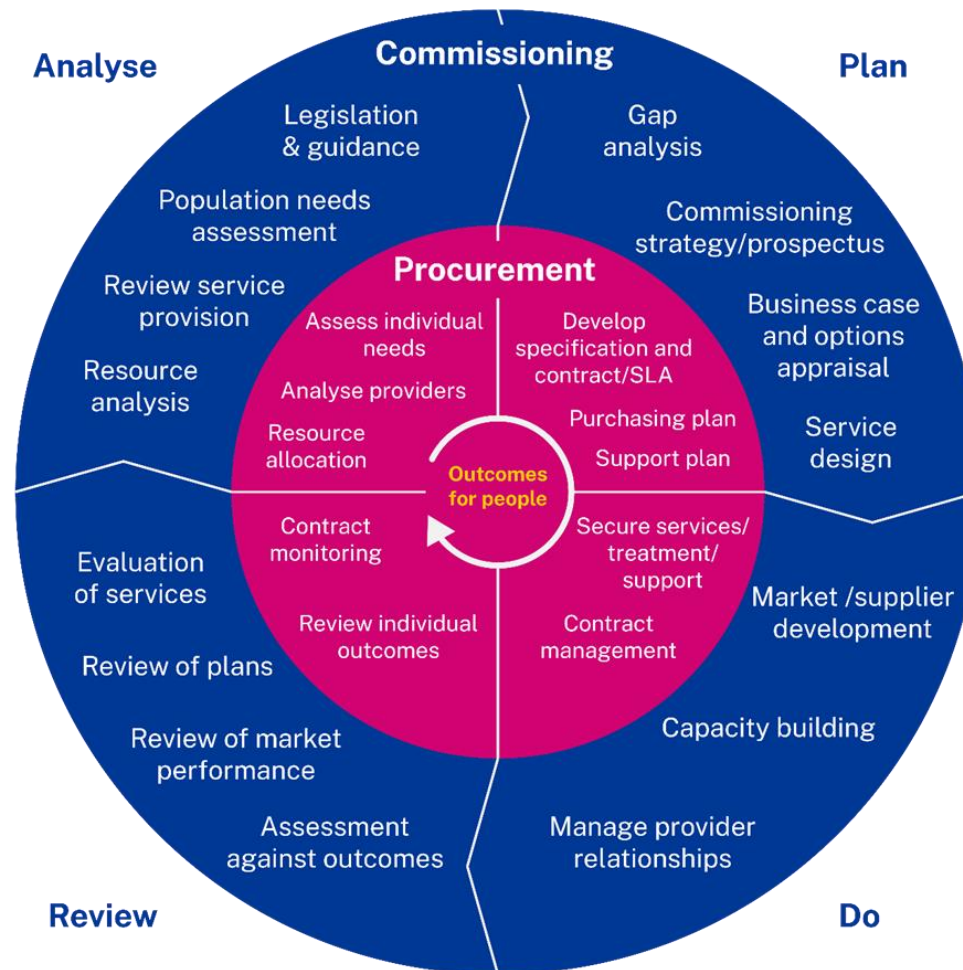 Analyse
Commissioning
Plan
Legislation
& guidance
Population needs
assessment
Review service
provision
Resource
analysis
Gap
analysis
Commissioning
strategy/prospectus
Business case
and options
appraisal
Service
design
Procurement
Assess individual
needs
Analyse providers
Resource
allocation
Develop
specification and
contract/SLA
Purchasing plan
Support plan
Outcomes
for people
Contract
monitoring
Review individual
outcomes
Secure services/
treatment/
support
Contract
management
Evaluation
of services
Review of plans
Review of market
performance
Assessment
against outcomes
Market /supplier
development
Capacity building
Manage provider
relationships
Review
Do